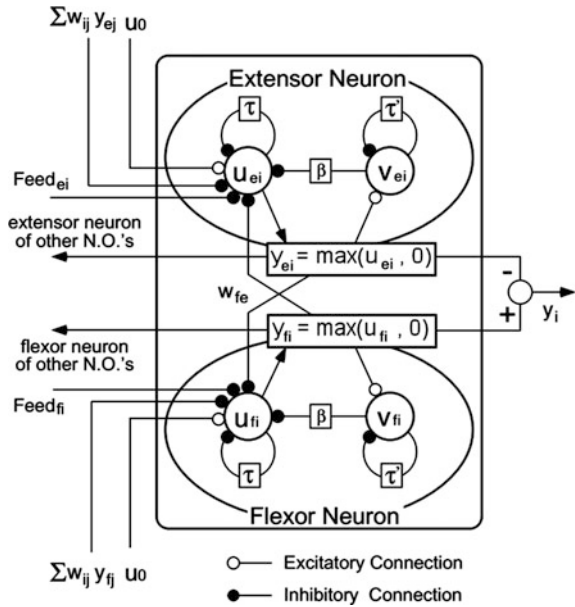 Σwij yej u0
Extensor Neuron
τ
τ'
uei
β
vei
Feedei
extensor neuron
of other N.O.'s
yei = max(uei , 0)
-
wfe
+
yi
yfi = max(ufi , 0)
flexor neuron
of other N.O.'s
Feedfi
ufi
β
vfi
τ
τ'
Flexor Neuron
Σwij yfj u0
Excitatory Connection
Inhibitory Connection